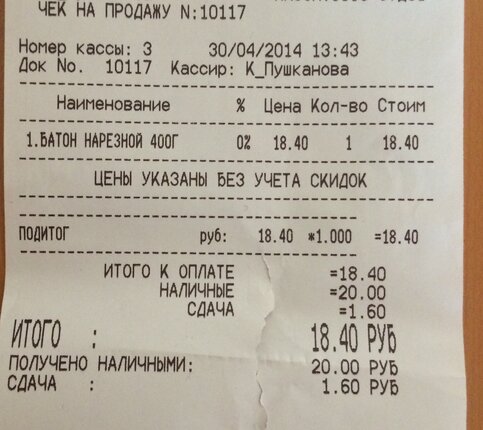 ЧЕК НА ПРОДАЖУ N:10117
Номер кассы: 3 30/04/2014 13:43
Док No. 10117 Кассир: К_Пушканова
Наименование % Цена Кол-во Стоим
1.БАТОН НАРЕЗНОЙ 400Г 0% 18.40 1 18.40
ЦЕНЫ УКАЗАНЫ БЕЗ УЧЕТА СКИДОК
ПОДИТОГ руб: 18.40 *1.000 =18.40
ИТОГО К ОПЛАТЕ =18.40
НАЛИЧНЫЕ =20.00
СДАЧА =1.60
ИТОГО : 18.40 РУБ
ПОЛУЧЕНО НАЛИЧНЫМИ: 20.00 РУБ
СДАЧА : 1.60 РУБ